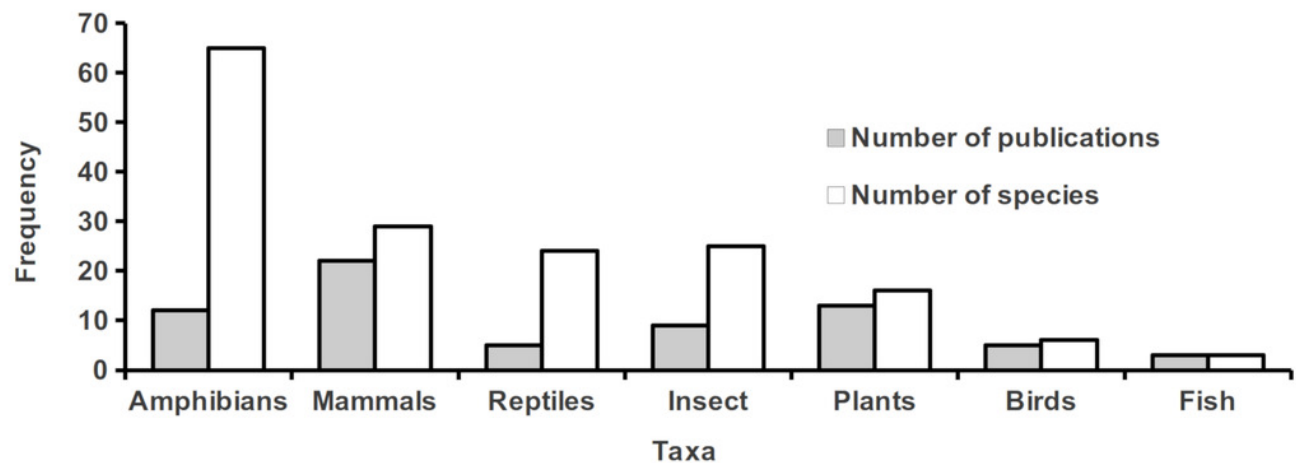 70
60
50
40
30
20
10
0
Frequency
Number of publications
Number of species
Amphibians Mammals Reptiles Insect Plants Birds Fish
Taxa